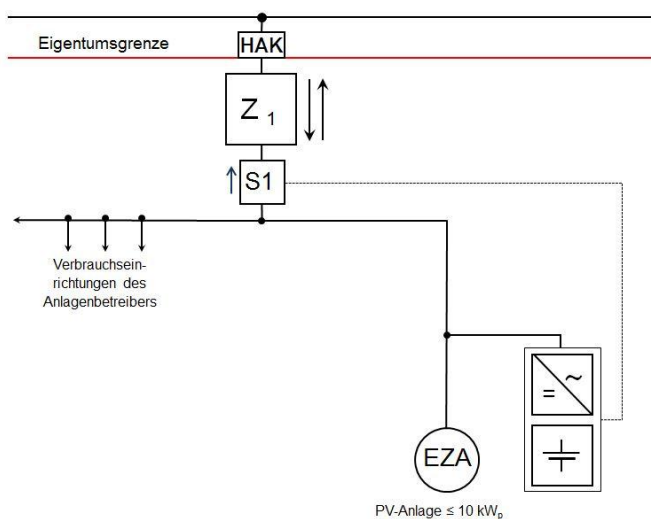 Eigentumsgrenze
HAK
Z 1
S1
Verbrauchsein-
richtungen des
Anlagenbetreibers
= ~
EZA
PV-Anlage ≤ 10 kWp